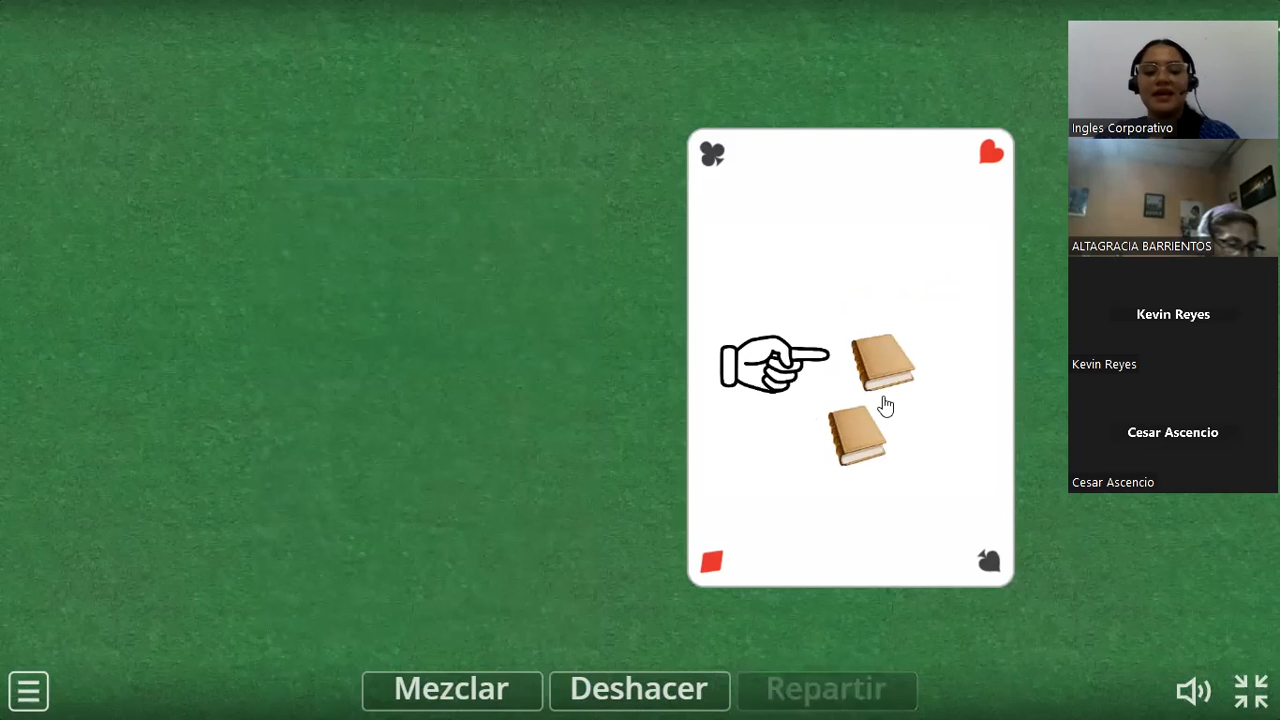 Ingles Corporativo
ALTAGRACIA BARRIENTOS
Kevin Reyes
Kevin Reyes
Cesar Ascencio
Cesar Ascencio
Mezclar
Deshacer
Repartir